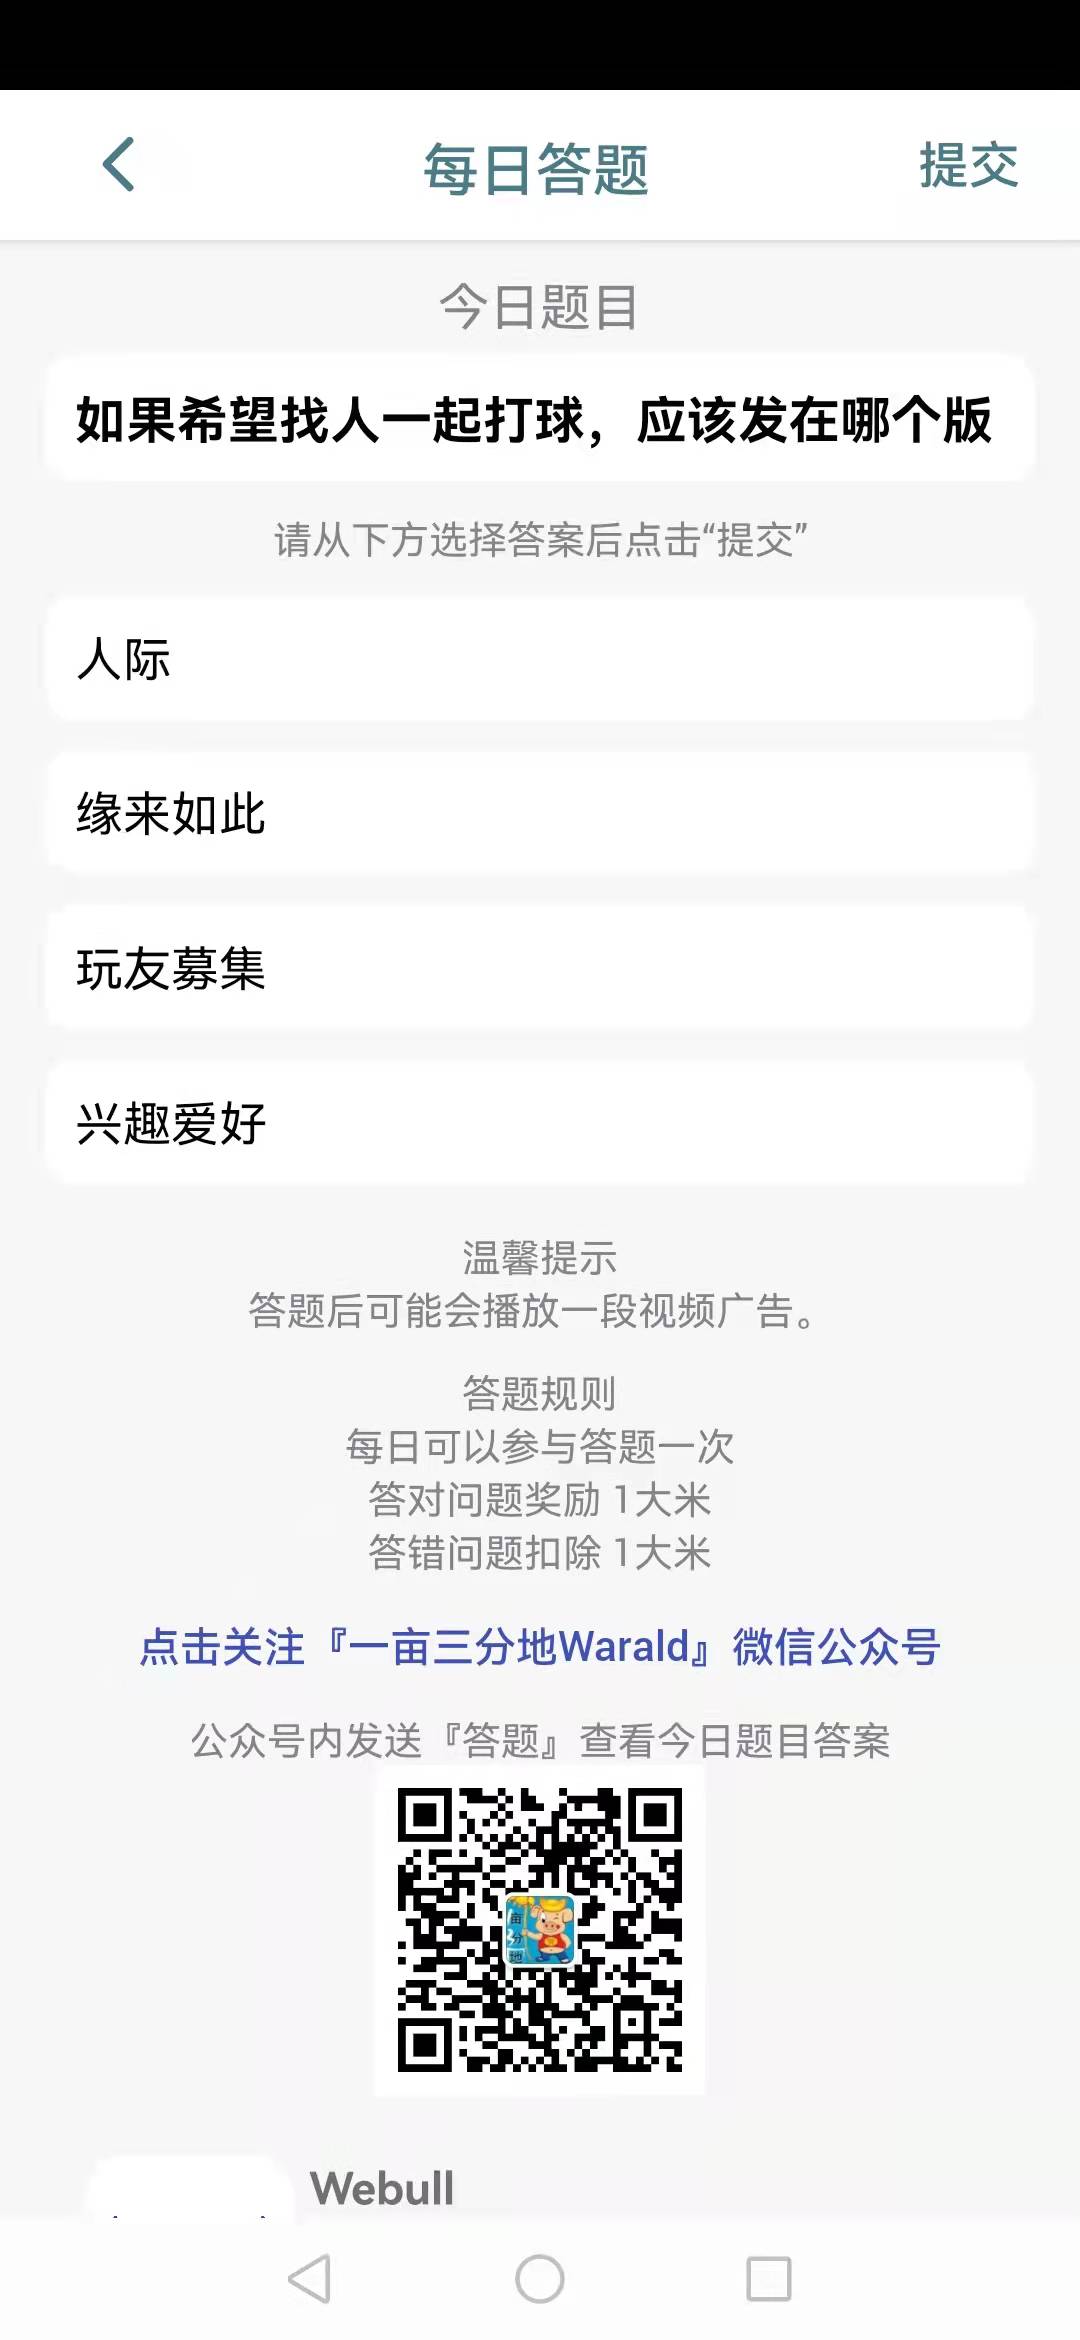 每日答题
提交
今日题目
如果希望找人一起打球，应该发在哪个版
请从下方选择答案后点击“提交”
人际
缘来如此
玩友募集
兴趣爱好
温馨提示
答题后可能会播放一段视频广告。
答题规则
每日可以参与答题一次
答对问题奖励 1大米
答错问题扣除 1大米
点击关注『一亩三分地Warald』微信公众号
公众号内发送『答题』查看今日题目答案
Webull